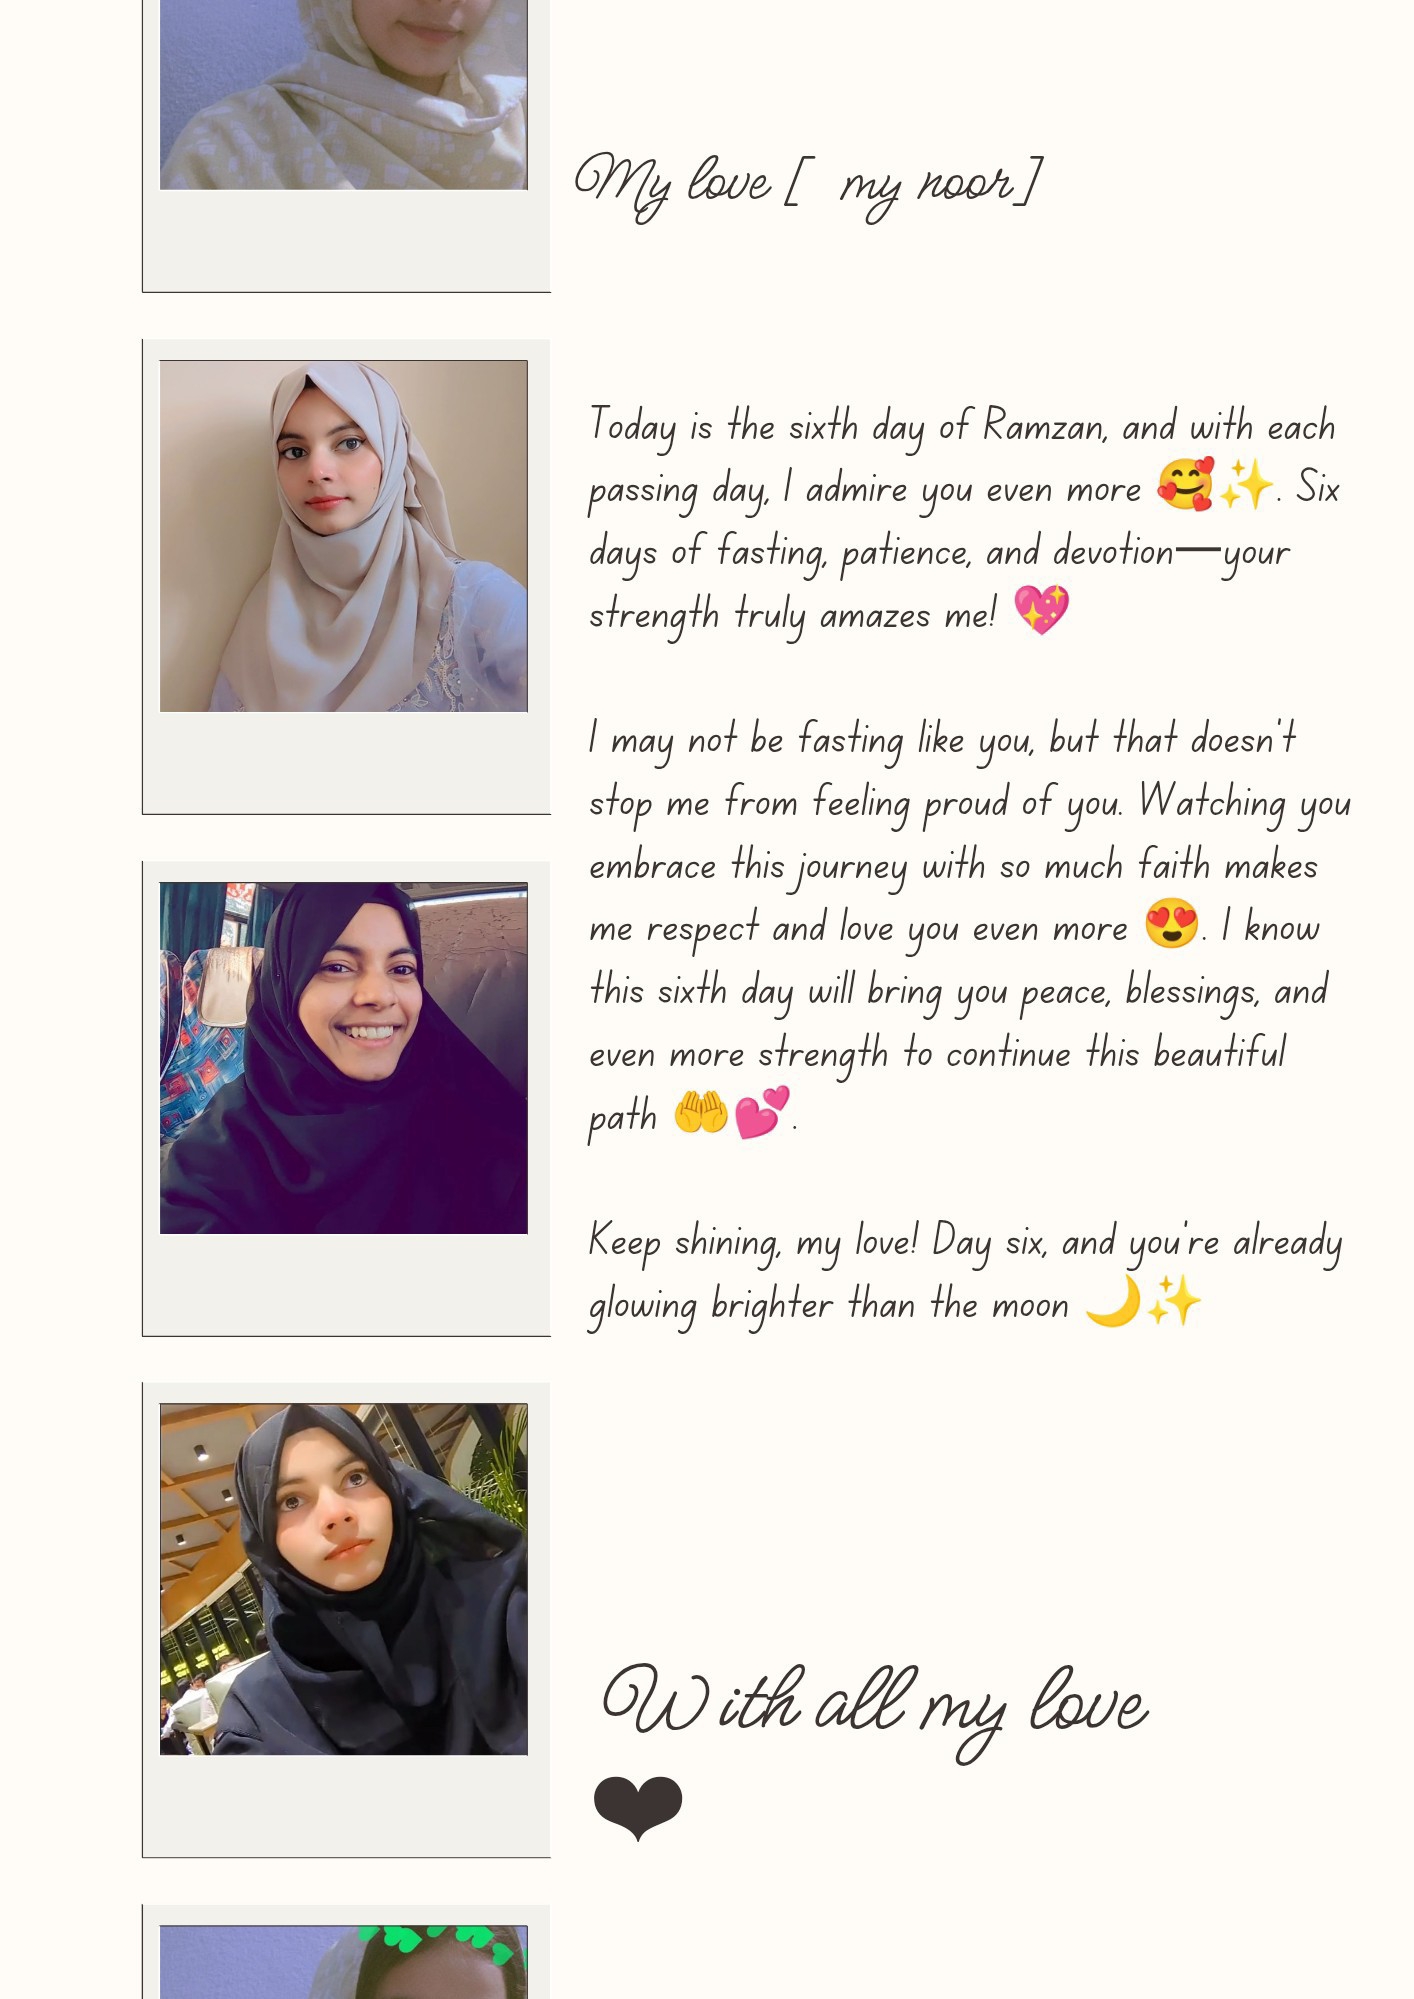 My love [ my noor]
Today is the sixth day of Ramzan, and with each
passing day, I admire you even more 🥰✨. Six
days of fasting, patience, and devotion—your
strength truly amazes me! 💖
I may not be fasting like you, but that doesn't
stop me from feeling proud of you. Watching you
embrace this journey with so much faith makes
me respect and love you even more 😍. I know
this sixth day will bring you peace, blessings, and
even more strength to continue this beautiful
path 🤲💕.
Keep shining, my love! Day six, and you're already
glowing brighter than the moon 🌙✨
With all my love
❤